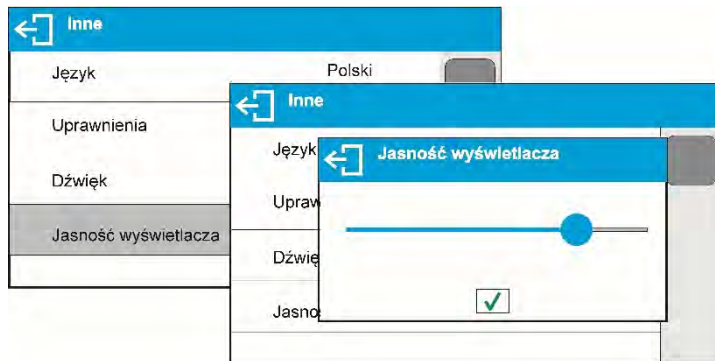 Inne
Język Polski
Uprawnienia
Dźwięk
Jasność wyświetlacza
Inne
Język
Upraw
Dźwię
Jasno
Jasność wyświetlacza